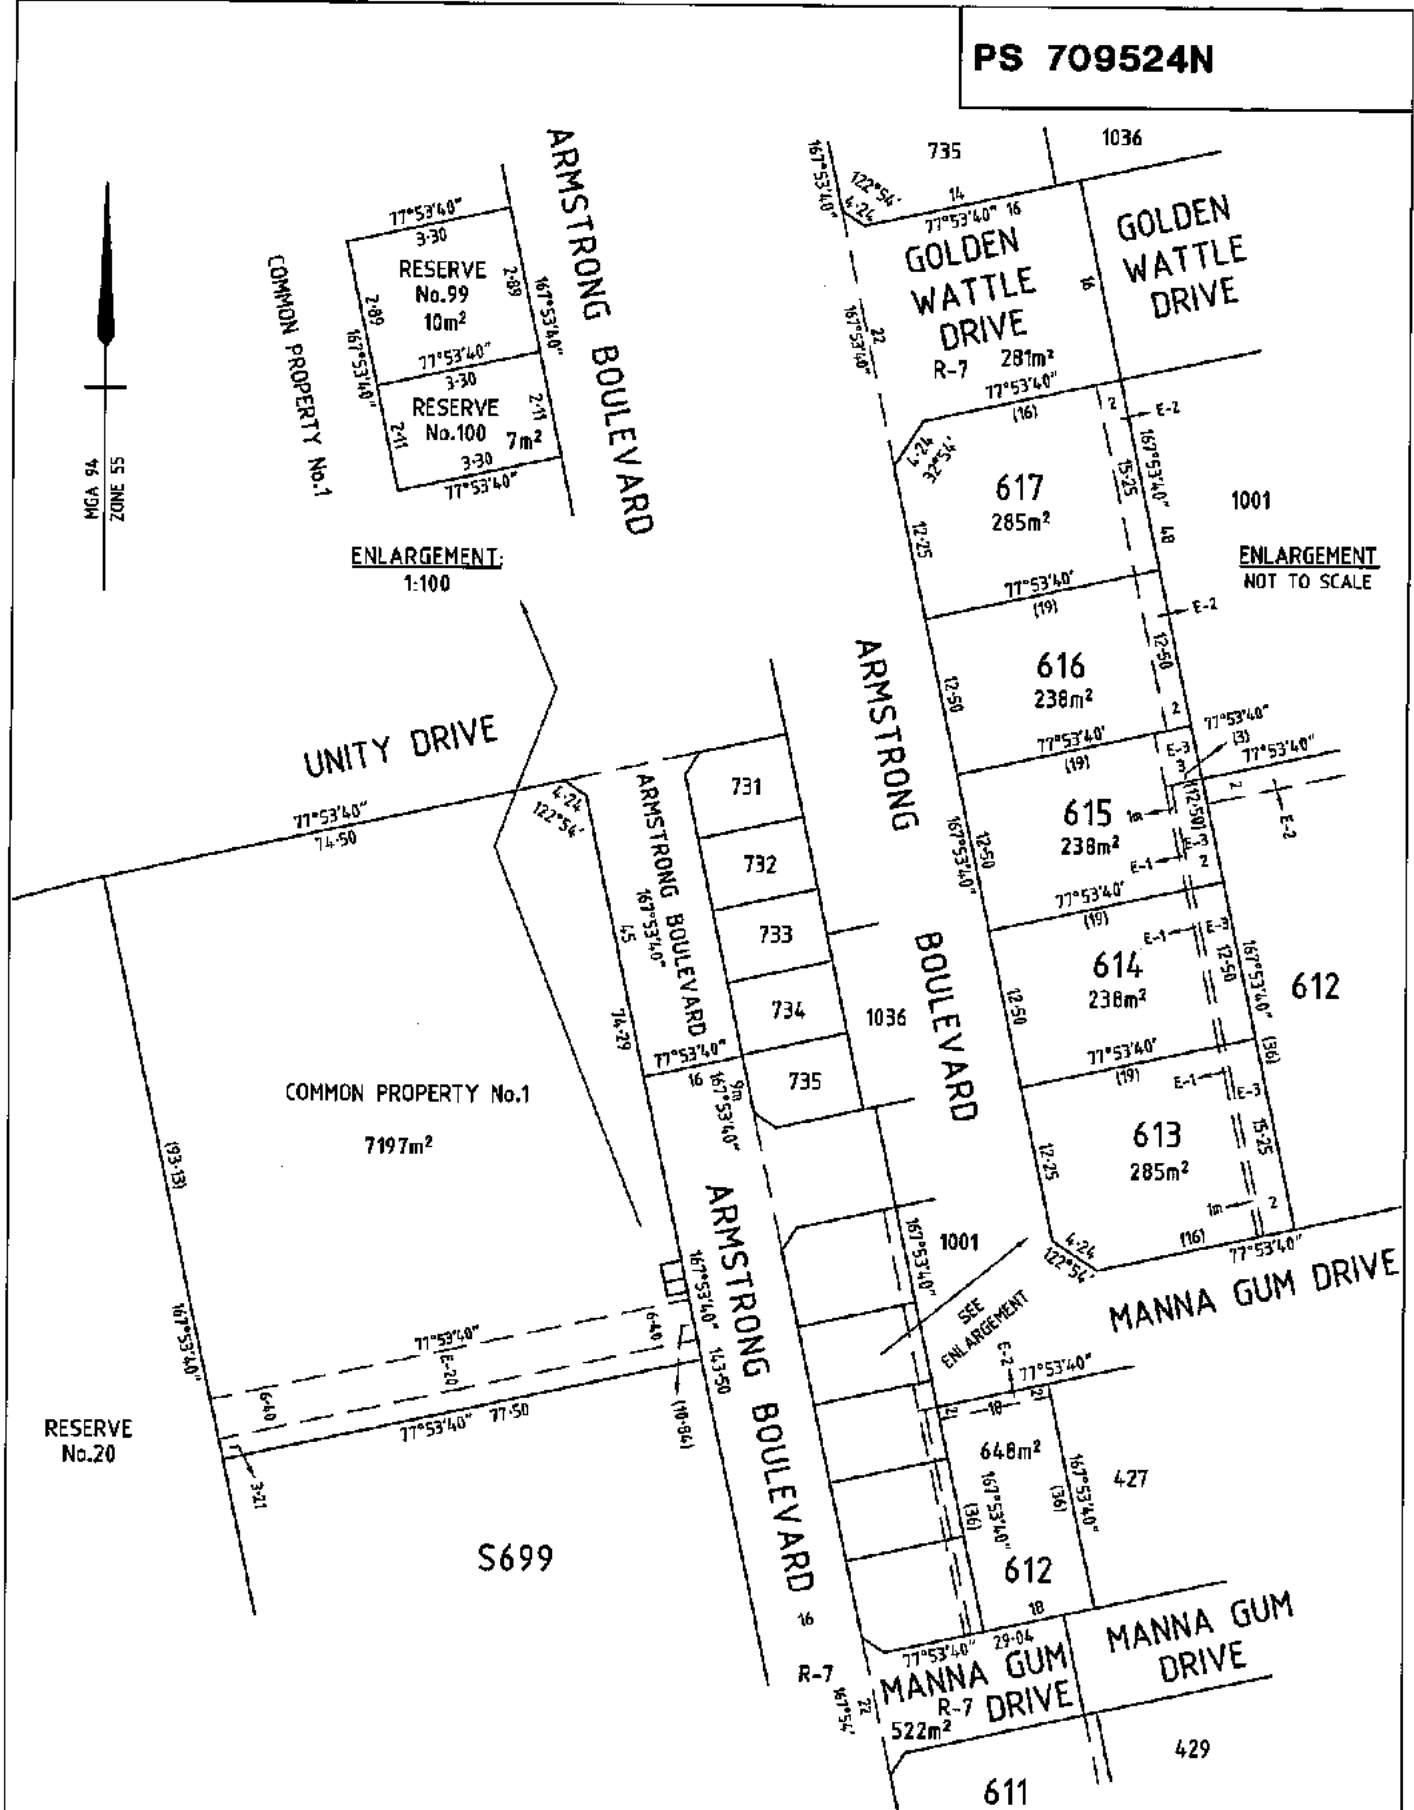 PS 709524N
MGA 94
ZONE 55
COMMON PROPERTY No.1
77°53'40"
3·30
RESERVE
No.99
10m²
2·89
167°53'40"
2·89
167°53'40"
77°53'40"
3·30
RESERVE
No.100
7m²
2·11
2·11
3·30
77°53'40"
ARMSTRONG BOULEVARD
ENLARGEMENT:
1:100
735
1036
167°53'40"
122°54'
4·24
14
77°53'40" 16
GOLDEN
WATTLE
DRIVE
R-7
281m²
GOLDEN
WATTLE
DRIVE
16
22
167°53'40"
77°53'40"
(16)
2
E-2
4·24
32°54'
617
285m²
15·25
167°53'40"
48
12·25
1001
ENLARGEMENT
NOT TO SCALE
77°53'40'
(19)
E-2
616
238m²
12·50
12·50
2
77°53'40'
(19)
77°53'40"
(3)
77°53'40"
E-3
3
615
238m²
1m
(12·50)
2
E-2
E-1
E-3
2
12·50
167°53'40"
77°53'40'
(19)
E-1
E-3
614
238m²
12·50
12·50
167°53'40"
612
(36)
77°53'40'
(19)
E-1
E-3
613
285m²
12·25
15·25
1m
2
4·24
122°54'
(16)
77°53'40"
MANNA GUM DRIVE
ARMSTRONG
BOULEVARD
UNITY DRIVE
77°53'40"
74·50
4·24
122°54'
ARMSTRONG BOULEVARD
167°53'40"
45
74·29
731
732
733
734
735
1036
77°53'40"
16
9m
167°53'40"
COMMON PROPERTY No.1
7197m²
(93·13)
167°53'40"
ARMSTRONG BOULEVARD
167°53'40"
143·50
(10·84)
77°53'40"
E-20
6·40
6·40
77°53'40" 77·50
3·21
RESERVE
No.20
S699
167°53'40"
1001
SEE
ENLARGEMENT
E-2
77°53'40"
2
18
2
648m²
167°53'40"
(36)
167°53'40"
(36)
427
612
18
16
R-7
77°53'40"
29·04
22
167°54'
MANNA GUM
DRIVE
R-7
522m²
MANNA GUM
DRIVE
429
611